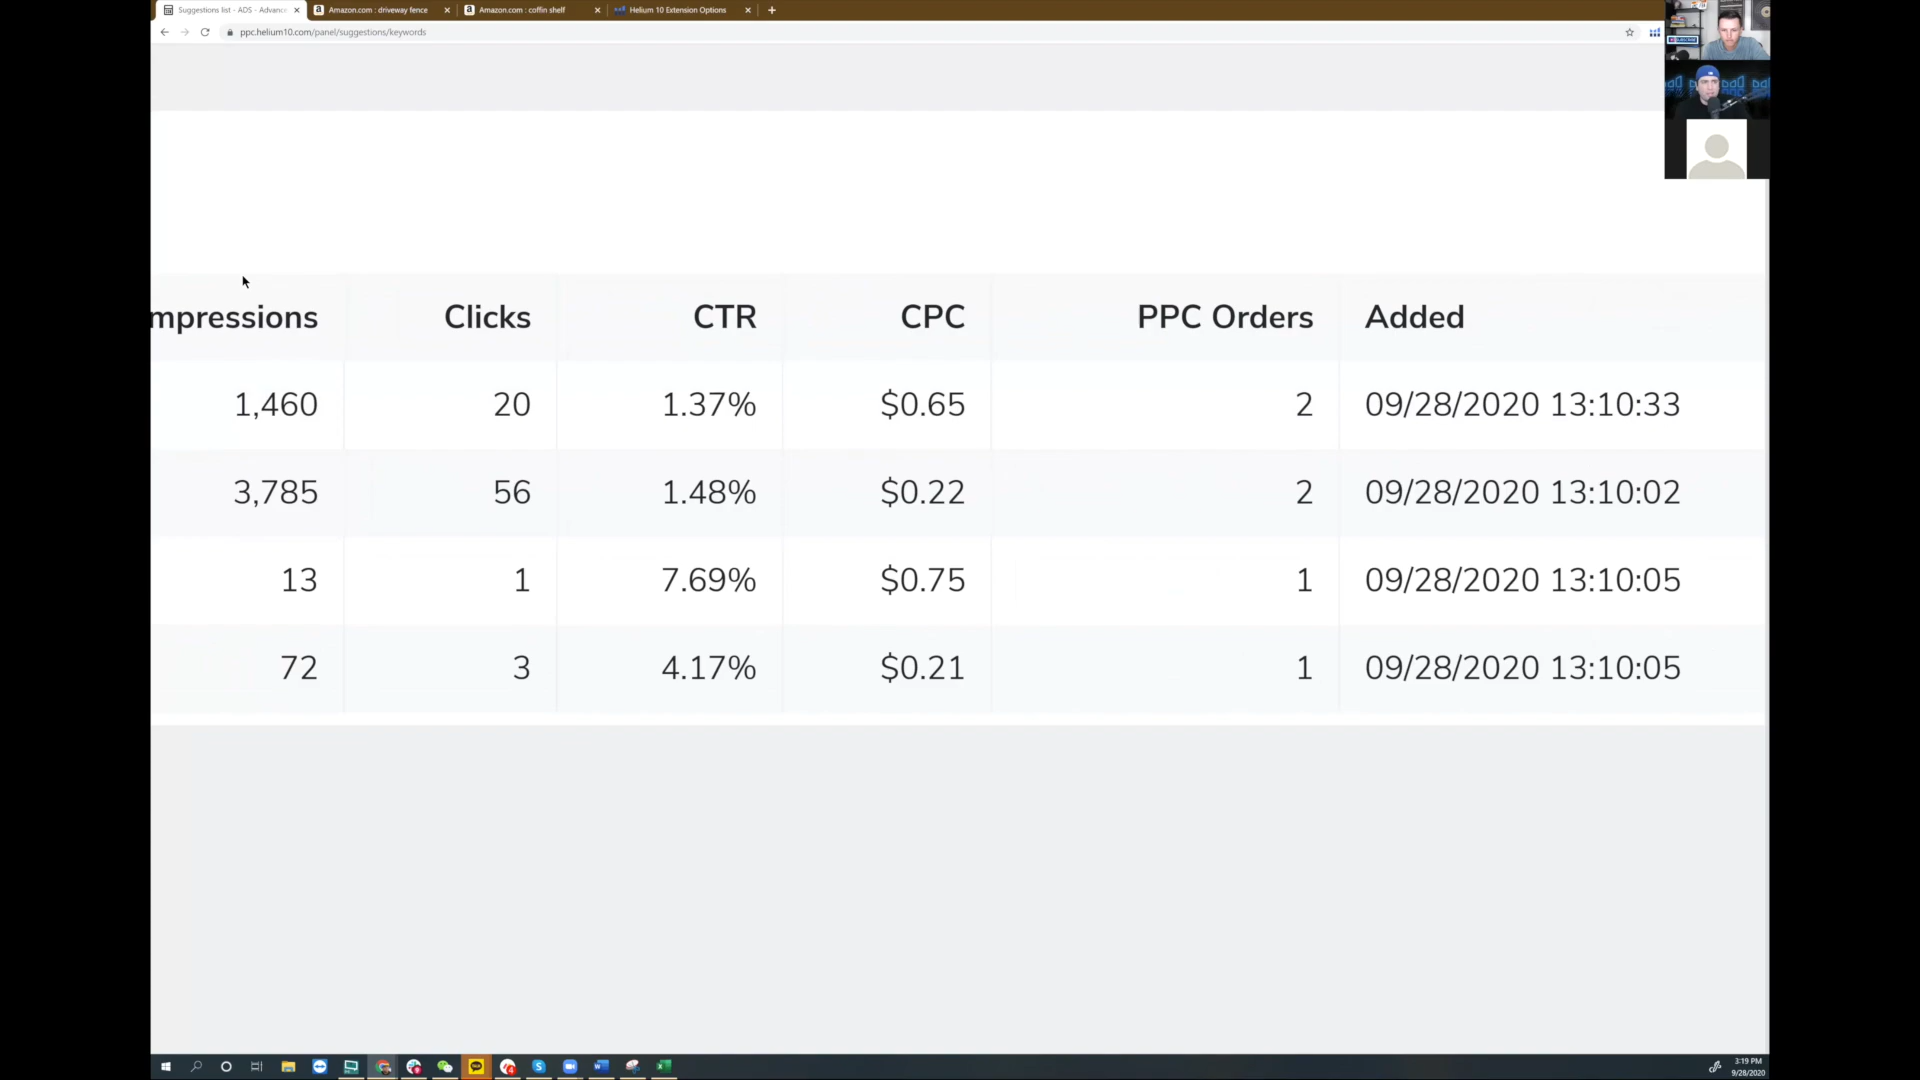 Suggestions list - ADS - Advanc
Amazon.com : driveway fence
Amazon.com : coffin shelf
Helium 10 Extension Options
ppc.helium10.com/panel/suggestions/keywords
mpressions Clicks CTR CPC PPC Orders Added
1,460 20 1.37% $0.65 2 09/28/2020 13:10:33
3,785 56 1.48% $0.22 2 09/28/2020 13:10:02
13 1 7.69% $0.75 1 09/28/2020 13:10:05
72 3 4.17% $0.21 1 09/28/2020 13:10:05
3:19 PM
9/28/2020